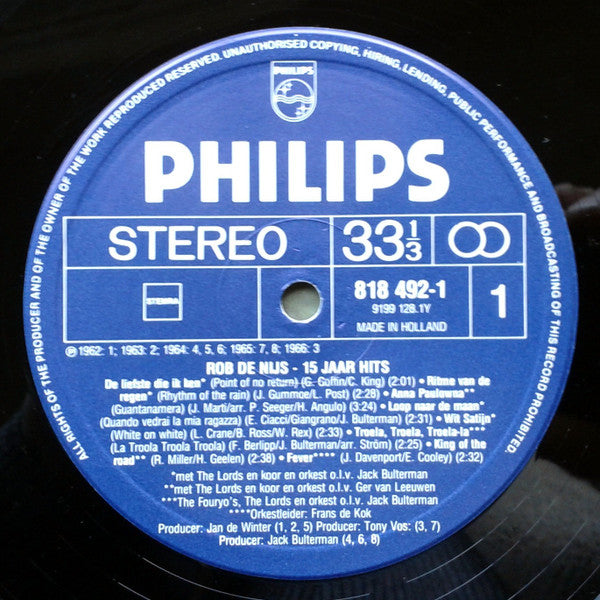 ALL RIGHTS OF THE PRODUCER AND OF THE OWNER OF THE WORK REPRODUCED RESERVED. UNAUTHORISED COPYING, HIRING, LENDING, PUBLIC PERFORMANCE AND BROADCASTING OF THIS RECORD PROHIBITED.
PHILIPS
PHILIPS
STEREO 33 1/3
STEMRA
818 492-1
9199 128.1Y
MADE IN HOLLAND
1
℗ 1962: 1; 1963: 2; 1964: 4, 5, 6; 1965: 7, 8; 1966: 3
ROB DE NIJS - 15 JAAR HITS
De liefste die ik ken* (Point of no return) (G. Goffin/C. King) (2:01) • Ritme van de
regen* (Rhythm of the rain) (J. Gummoe/L. Post) (2:28) • Anna Paulowna**
(Guantanamera) (J. Marti/arr. P. Seeger/H. Angulo) (3:24) • Loop naar de maan*
(Quando vedrai la mia ragazza) (E. Ciacci/Giangrano/J. Bulterman) (2:31) • Wit Satijn*
(White on white) (L. Crane/B. Ross/W. Rex) (2:33) • Troela, Troela, Troela-la***
(La Troola Troola Troola) (F. Berlipp/J. Bulterman/arr. Ström) (2:25) • King of the
road** (R. Miller/H. Geelen) (2:38) • Fever**** (J. Davenport/E. Cooley) (2:32)
*met The Lords en koor en orkest o.l.v. Jack Bulterman
**met The Lords en koor en orkest o.l.v. Ger van Leeuwen
***The Fouryo's, The Lords en orkest o.l.v. Jack Bulterman
****Orkestleider: Frans de Kok
Producer: Jan de Winter (1, 2, 5) Producer: Tony Vos: (3, 7)
Producer: Jack Bulterman (4, 6, 8)